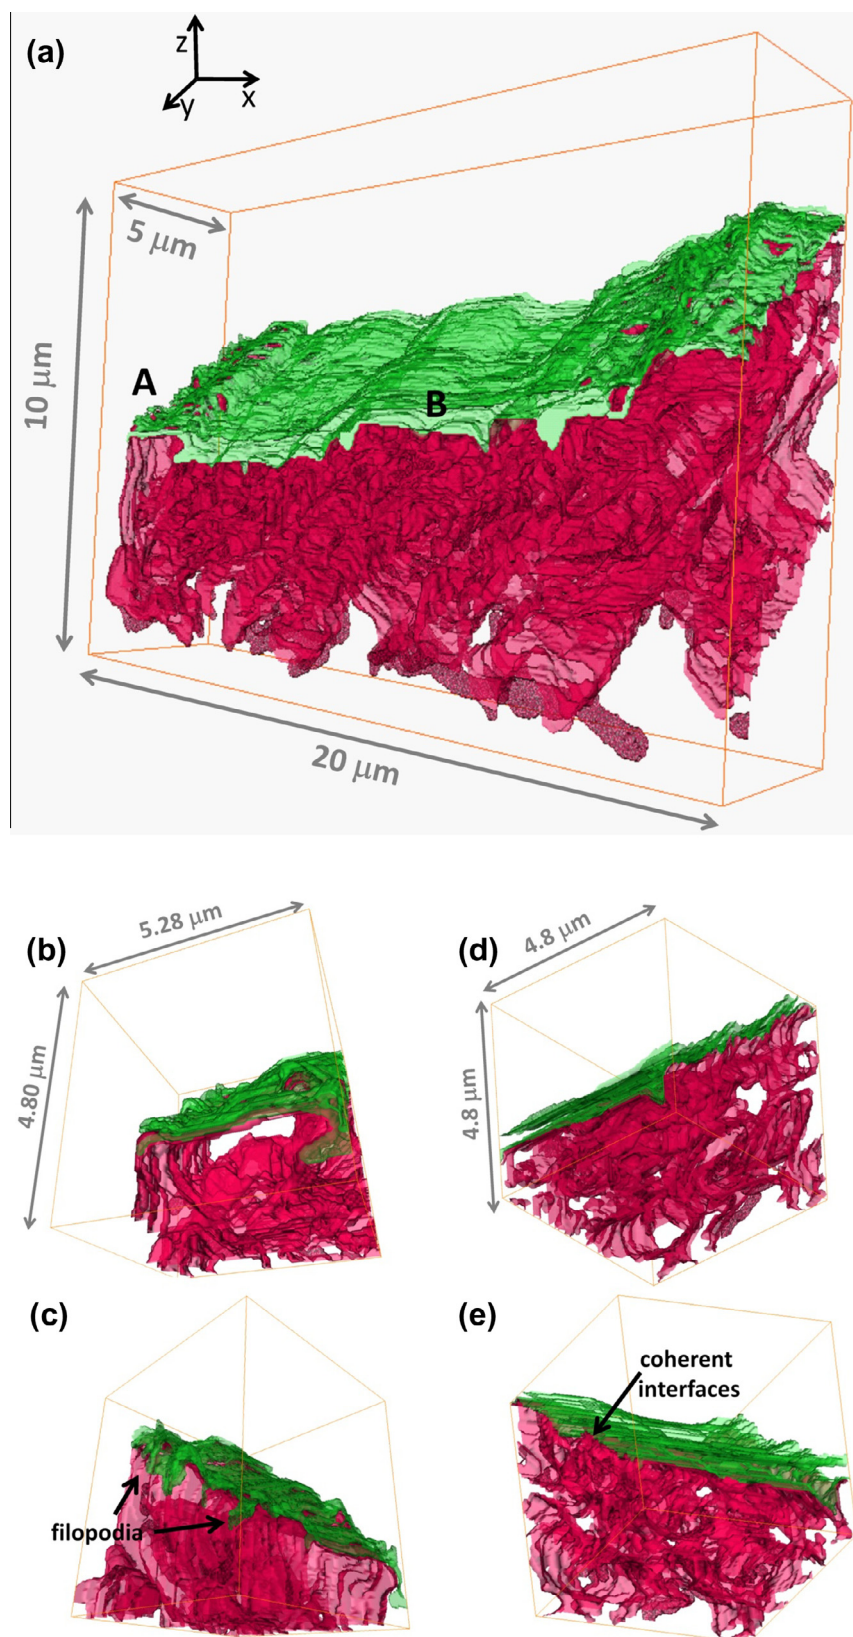 (a)
z
y
x
5 μm
10 μm
A
B
20 μm
(b)
5.28 μm
4.80 μm
(d)
4.8 μm
4.8 μm
(c)
filopodia
(e)
coherent
interfaces